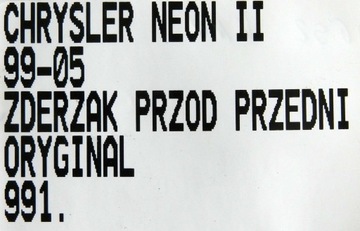 CHRYSLER NEON II
99-05
ZDERZAK PRZOD PRZEDNI
ORYGINAL
991.